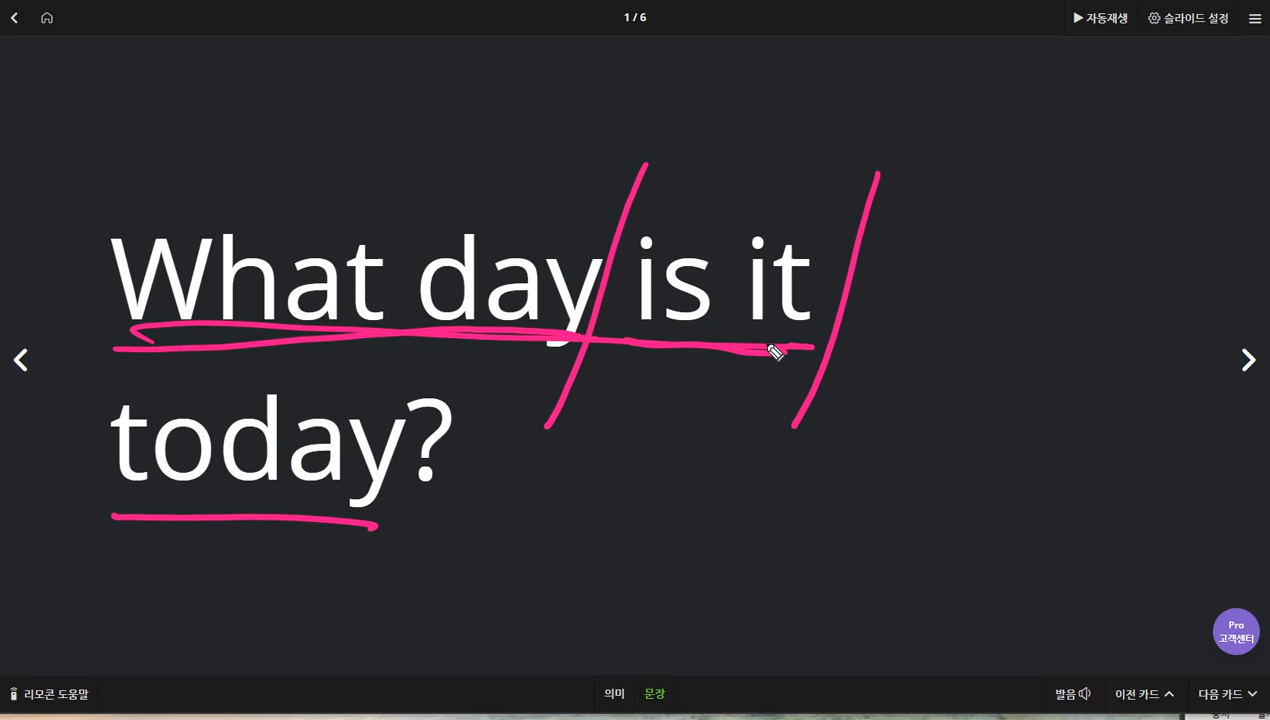 1 / 6
자동재생
슬라이드 설정
What day is it
today?
Pro
고객센터
리모콘 도움말
의미
문장
발음
이전 카드
다음 카드